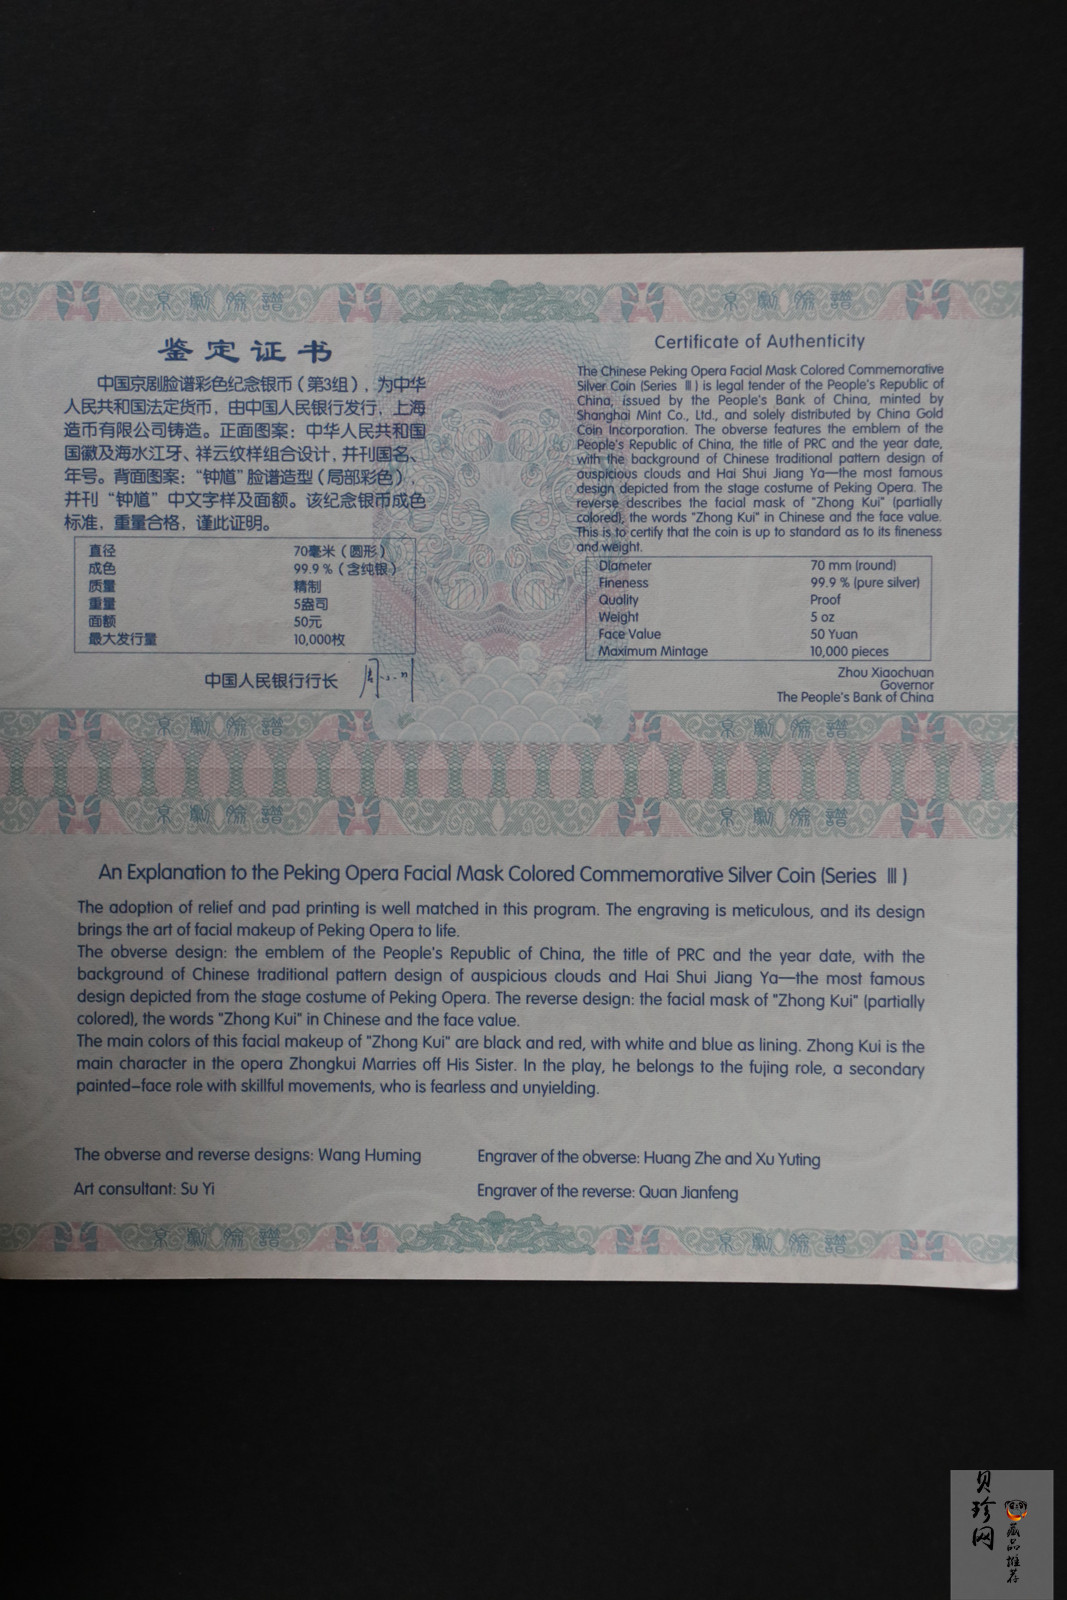 京劇臉譜
京劇臉譜
鉴定证书
中国京剧脸谱彩色纪念银币（第3组），为中华
人民共和国法定货币，由中国人民银行发行，上海
造币有限公司铸造。正面图案：中华人民共和国
国徽及海水江牙、祥云纹样组合设计，并刊国名、
年号。背面图案：“钟馗”脸谱造型（局部彩色），
并刊“钟馗”中文字样及面额。该纪念银币成色
标准，重量合格，谨此证明。
直径 70毫米（圆形）
成色 99.9％（含纯银）
质量 精制
重量 5盎司
面额 50元
最大发行量 10,000枚
中国人民银行行长
Certificate of Authenticity
The Chinese Peking Opera Facial Mask Colored Commemorative
Silver Coin (Series Ⅲ) is legal tender of the People's Republic of
China, issued by the People's Bank of China, minted by
Shanghai Mint Co., Ltd., and solely distributed by China Gold
Coin Incorporation. The obverse features the emblem of the
People's Republic of China, the title of PRC and the year date,
with the background of Chinese traditional pattern design of
auspicious clouds and Hai Shui Jiang Ya—the most famous
design depicted from the stage costume of Peking Opera. The
reverse describes the facial mask of "Zhong Kui" (partially
colored), the words "Zhong Kui" in Chinese and the face value.
This is to certify that the coin is up to standard as to its fineness
and weight.
Diameter 70 mm (round)
Fineness 99.9 % (pure silver)
Quality Proof
Weight 5 oz
Face Value 50 Yuan
Maximum Mintage 10,000 pieces
Zhou Xiaochuan
Governor
The People's Bank of China
京劇臉譜
京劇臉譜
京劇臉譜
京劇臉譜
An Explanation to the Peking Opera Facial Mask Colored Commemorative Silver Coin (Series Ⅲ)
The adoption of relief and pad printing is well matched in this program. The engraving is meticulous, and its design
brings the art of facial makeup of Peking Opera to life.
The obverse design: the emblem of the People's Republic of China, the title of PRC and the year date, with the
background of Chinese traditional pattern design of auspicious clouds and Hai Shui Jiang Ya—the most famous
design depicted from the stage costume of Peking Opera. The reverse design: the facial mask of "Zhong Kui" (partially
colored), the words "Zhong Kui" in Chinese and the face value.
The main colors of this facial makeup of "Zhong Kui" are black and red, with white and blue as lining. Zhong Kui is the
main character in the opera Zhongkui Marries off His Sister. In the play, he belongs to the fujing role, a secondary
painted-face role with skillful movements, who is fearless and unyielding.
The obverse and reverse designs: Wang Huming
Engraver of the obverse: Huang Zhe and Xu Yuting
Art consultant: Su Yi
Engraver of the reverse: Quan Jianfeng
京劇臉譜
京劇臉譜
贝珍网
藏品推荐